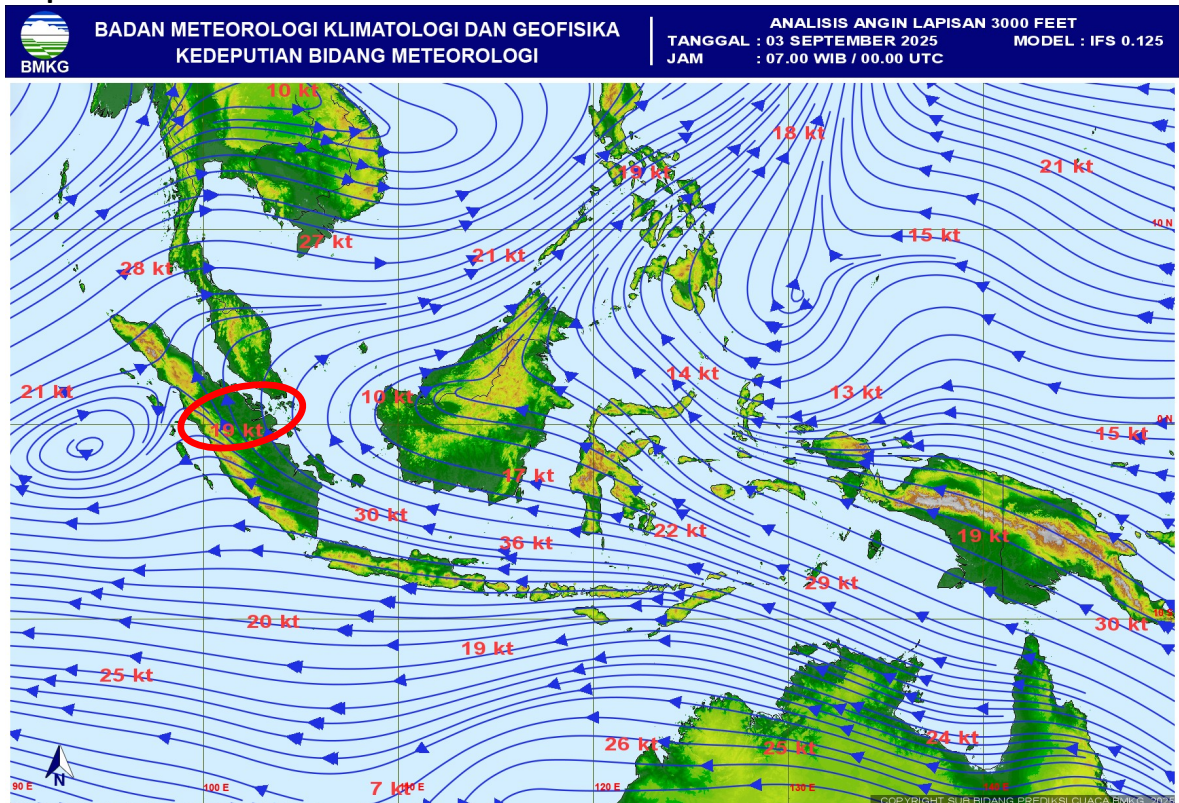 BMKG
BADAN METEOROLOGI KLIMATOLOGI DAN GEOFISIKA
KEDEPUTIAN BIDANG METEOROLOGI
ANALISIS ANGIN LAPISAN 3000 FEET
TANGGAL : 03 SEPTEMBER 2025 MODEL : IFS 0.125
JAM : 07.00 WIB / 00.00 UTC
10 kt
18 kt
19 kt
21 kt
10 N
27 kt
21 kt
15 kt
28 kt
21 kt
10 kt
14 kt
13 kt
0 N
19 kt
15 kt
17 kt
30 kt
36 kt
22 kt
19 kt
29 kt
10 S
20 kt
30 kt
19 kt
25 kt
26 kt
25 kt
24 kt
N
90 E
100 E
7 kt
120 E
130 E
COPYRIGHT SUB BIDANG PREDIKSI CUACA BMKG, 2025